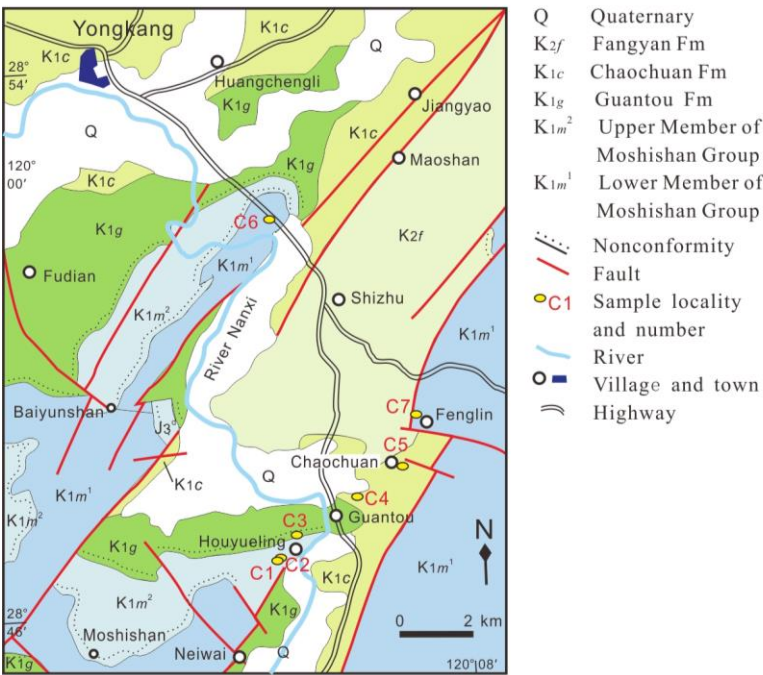 Yongkang
K1c
K1c
Q
28°
54′
Huangchengli
K1g
Jiangyao
K1c
Q
Maoshan
120°
00′
K1c
K1g
K1g
C6
K2f
Fudian
K1m¹
K1m²
Shizhu
River Nanxi
K1m¹
Baiyunshan
C7
Fenglin
C5
Chaochuan
K1m¹
K1c
Q
C4
K1m²
Guantou
C3
K1g
Houyueling
N
C1
C2
K1c
K1m¹
K1m²
K1g
28°
46′
Moshishan
0 2 km
Neiwai
K1g
Q
120°08′
Q Quaternary
K2f Fangyan Fm
K1c Chaochuan Fm
K1g Guantou Fm
K1m² Upper Member of
Moshishan Group
K1m¹ Lower Member of
Moshishan Group
Nonconformity
Fault
C1 Sample locality
and number
River
Village and town
Highway